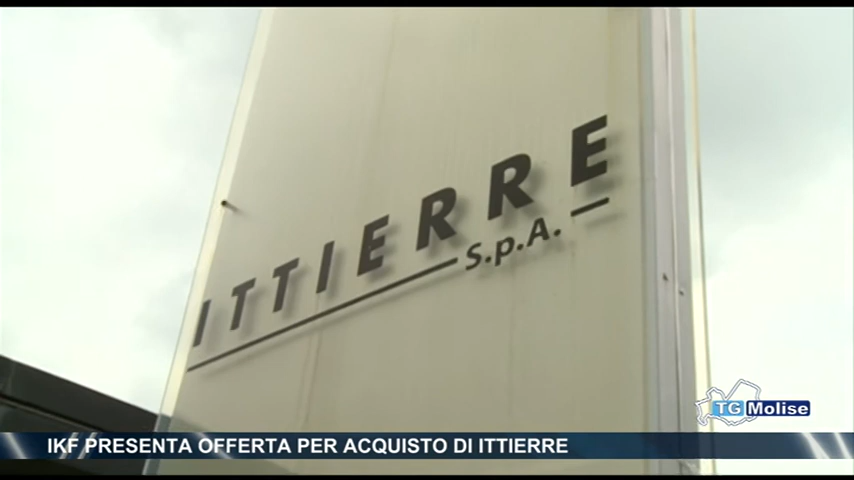 ITTIERRE
S.p.A.
TG Molise
IKF PRESENTA OFFERTA PER ACQUISTO DI ITTIERRE